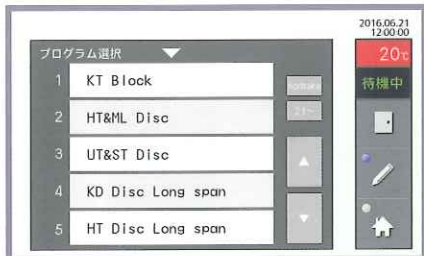 2016.06.21
12:00:00
プログラム選択
20℃
待機中
1 KT Block
2 HT&ML Disc
3 UT&ST Disc
4 KD Disc Long span
5 HT Disc Long span